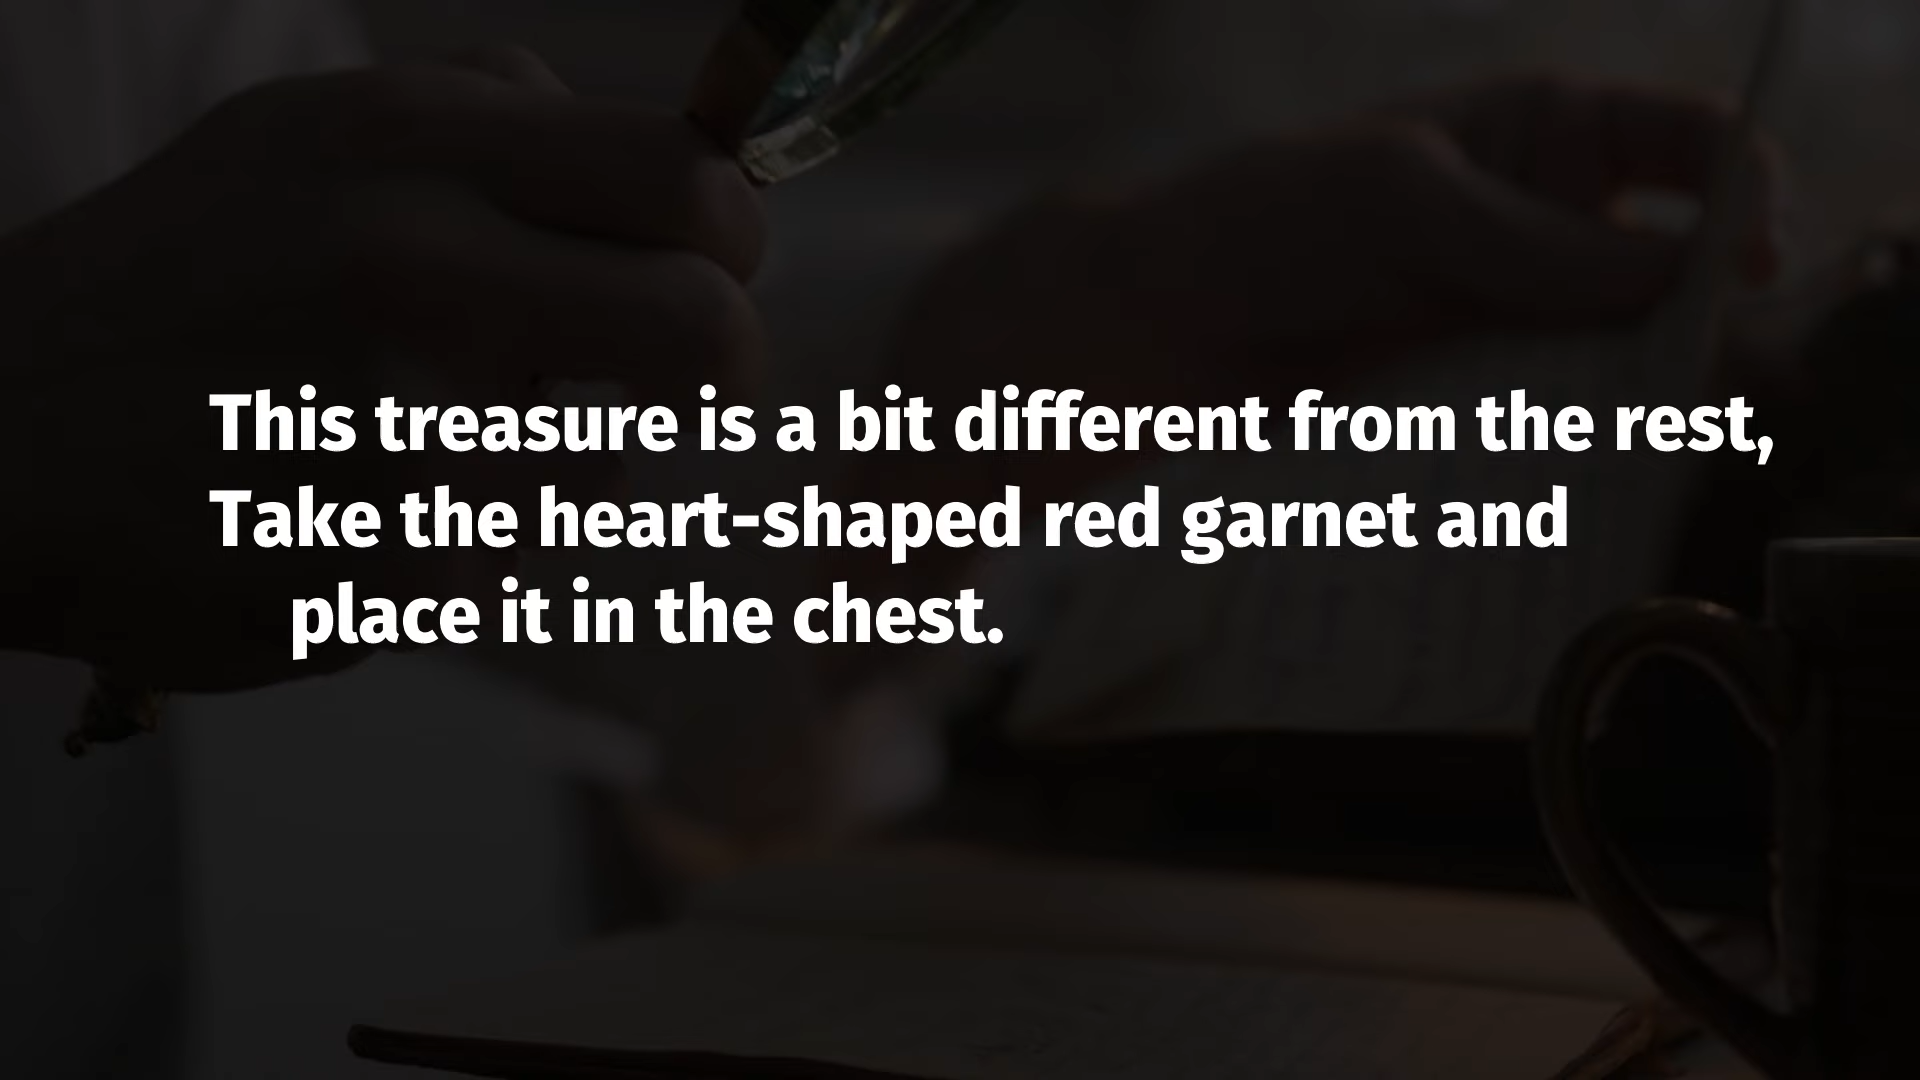 This treasure is a bit different from the rest,
Take the heart-shaped red garnet and
place it in the chest.